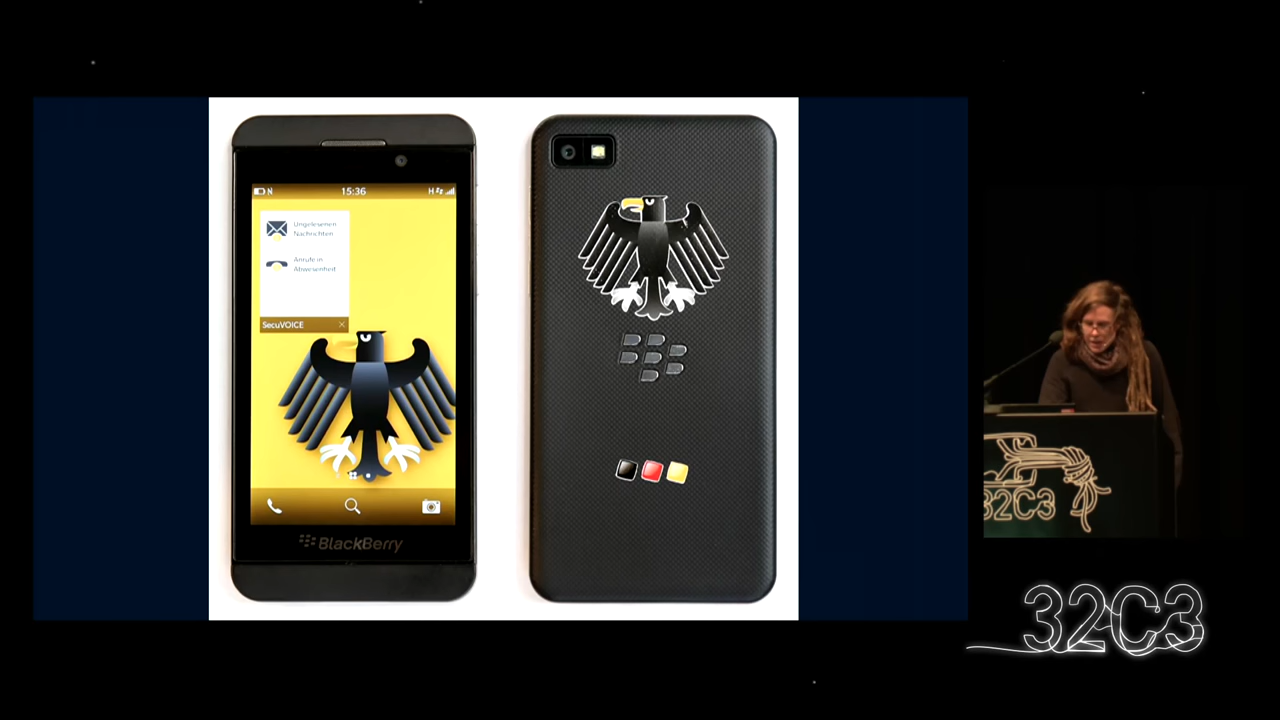 N
15:36
H
Ungelesenen
Nachrichten
Anrufe in
Abwesenheit
SecuVOICE
BlackBerry
32C3
32C3